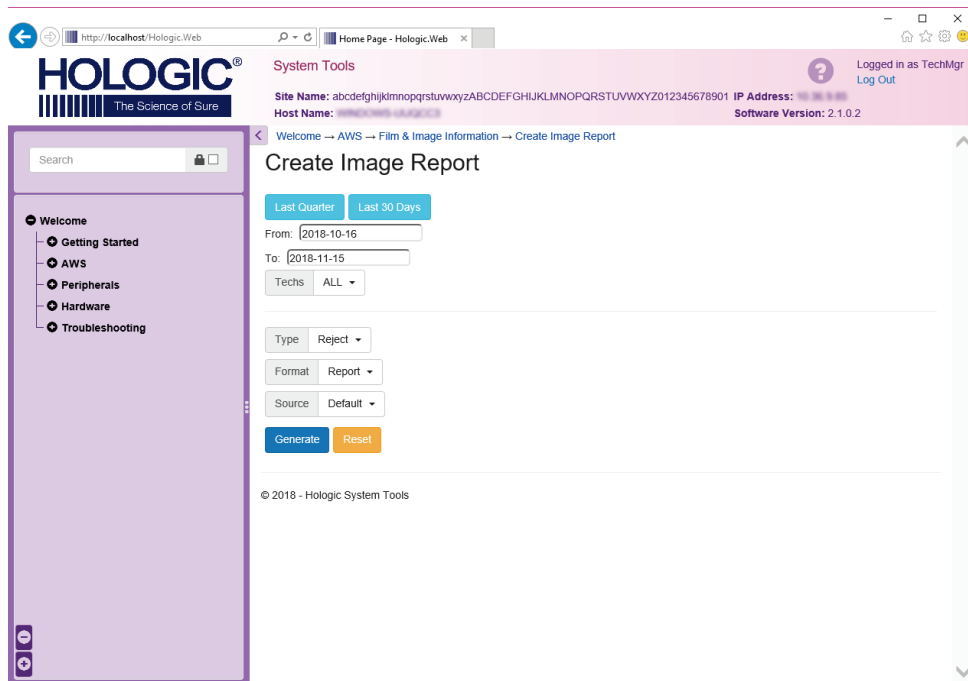 http://localhost/Hologic.Web
Home Page - Hologic.Web
HOLOGIC®
The Science of Sure
System Tools
Logged in as TechMgr
Log Out
Site Name: abcdefghijklmnopqrstuvwxyzABCDEFGHIJKLMNOPQRSTUVWXYZ012345678901 IP Address:
Host Name:
Software Version: 2.1.0.2
Welcome → AWS → Film & Image Information → Create Image Report
Search
Create Image Report
Last Quarter Last 30 Days
From: 2018-10-16
To: 2018-11-15
Techs ALL
Welcome
Getting Started
AWS
Peripherals
Hardware
Troubleshooting
Type Reject
Format Report
Source Default
Generate Reset
© 2018 - Hologic System Tools